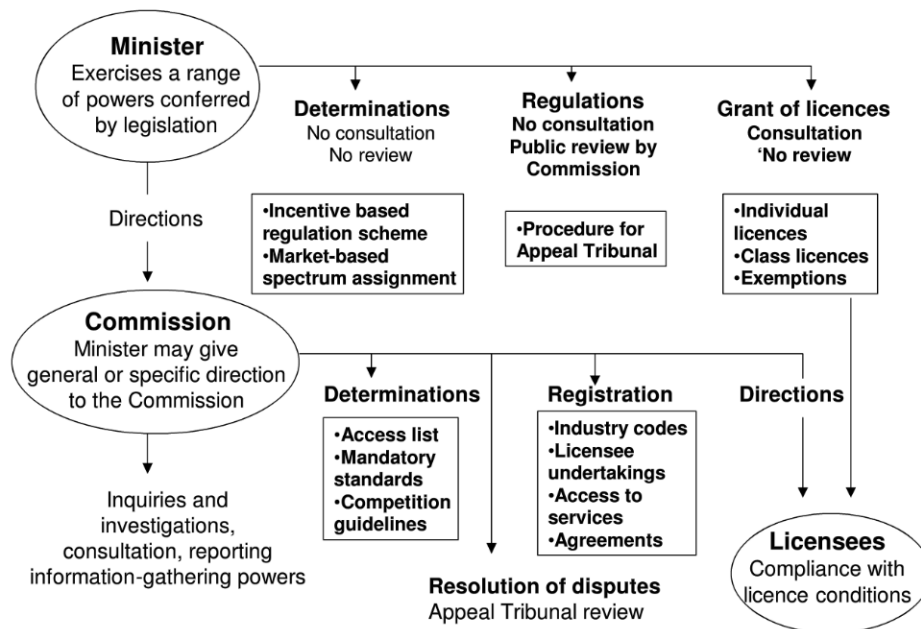 Minister
Exercises a range
of powers conferred
by legislation
Determinations
No consultation
No review
Regulations
No consultation
Public review by
Commission
Grant of licences
Consultation
‘No review
Directions
•Incentive based
regulation scheme
•Market-based
spectrum assignment
•Procedure for
Appeal Tribunal
•Individual
licences
•Class licences
•Exemptions
Commission
Minister may give
general or specific direction
to the Commission
Determinations
Registration
Directions
•Access list
•Mandatory
standards
•Competition
guidelines
•Industry codes
•Licensee
undertakings
•Access to
services
•Agreements
Inquiries and
investigations,
consultation, reporting
information-gathering powers
Resolution of disputes
Appeal Tribunal review
Licensees
Compliance with
licence conditions